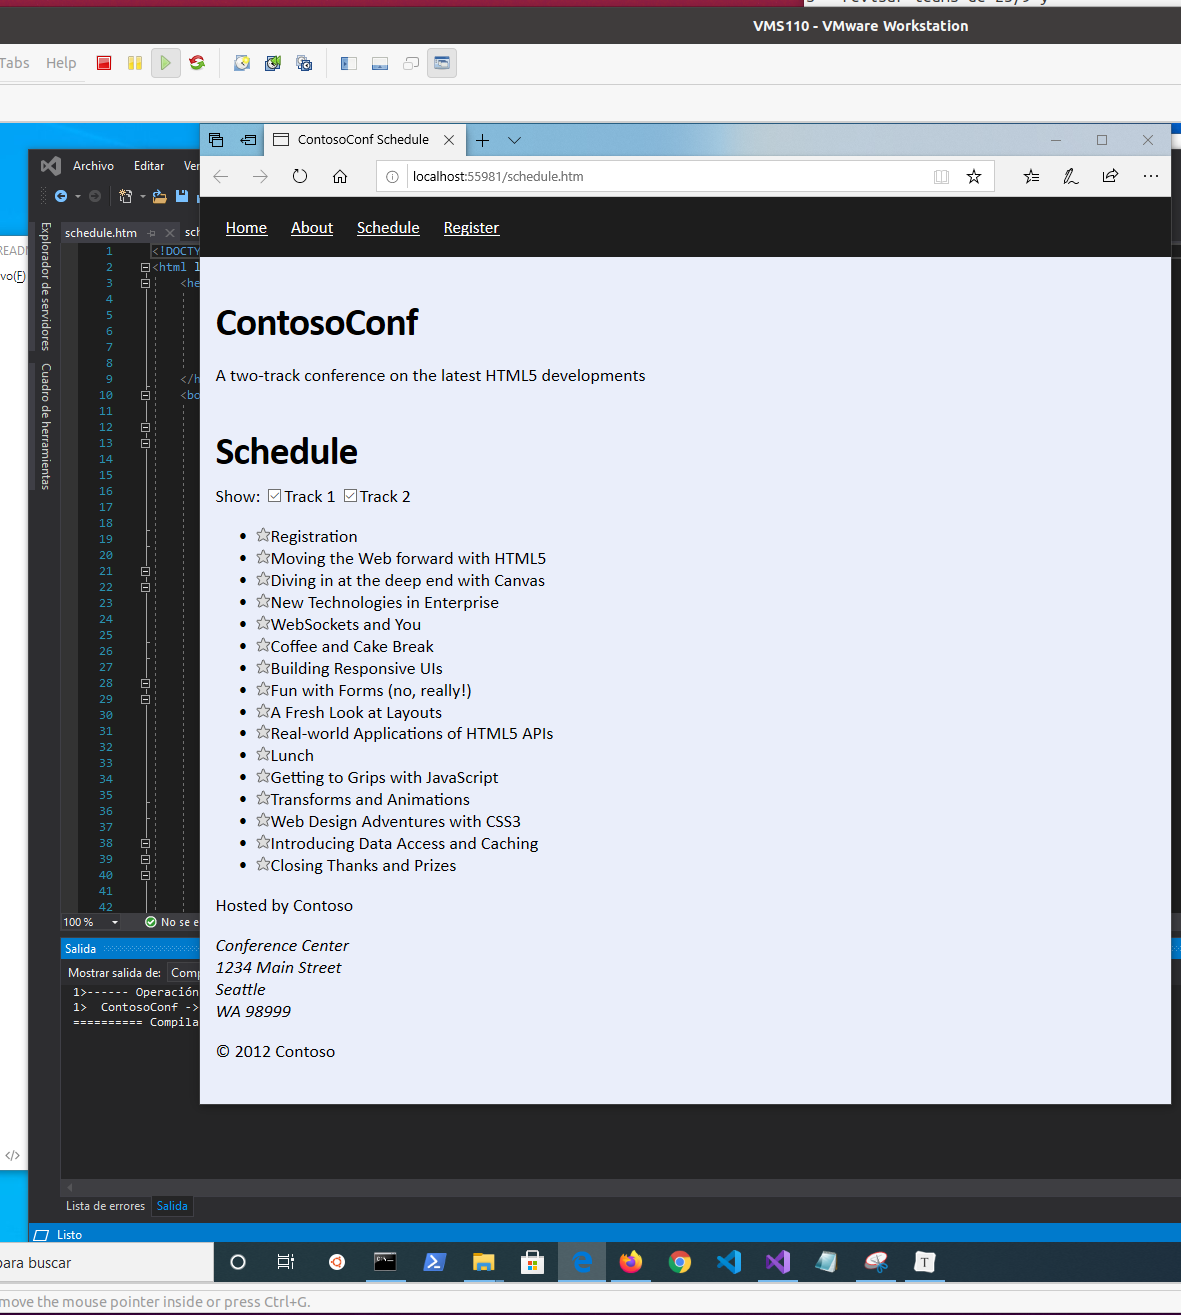 VMS110 - VMware Workstation
Tabs Help
ContosoConf Schedule
Archivo Editar Ver
localhost:55981/schedule.htm
Home About Schedule Register
schedule.htm
Explorador de servidores
Cuadro de herramientas
1 <!DOCTY
2 <html l
3 <he
4
5
6
7
8
9 </h
10 <bo
11
12
13
14
15
16
17
18
19
20
21
22
23
24
25
26
27
28
29
30
31
32
33
34
35
36
37
38
39
40
41
42
ContosoConf
A two-track conference on the latest HTML5 developments
Schedule
Show: Track 1 Track 2
Registration
Moving the Web forward with HTML5
Diving in at the deep end with Canvas
New Technologies in Enterprise
WebSockets and You
Coffee and Cake Break
Building Responsive UIs
Fun with Forms (no, really!)
A Fresh Look at Layouts
Real-world Applications of HTML5 APIs
Lunch
Getting to Grips with JavaScript
Transforms and Animations
Web Design Adventures with CSS3
Introducing Data Access and Caching
Closing Thanks and Prizes
Hosted by Contoso
Conference Center
1234 Main Street
Seattle
WA 98999
© 2012 Contoso
100 % No se e
Salida
Mostrar salida de: Comp
1>------ Operación
1> ContosoConf ->
========== Compila
Lista de errores Salida
Listo
para buscar
move the mouse pointer inside or press Ctrl+G.